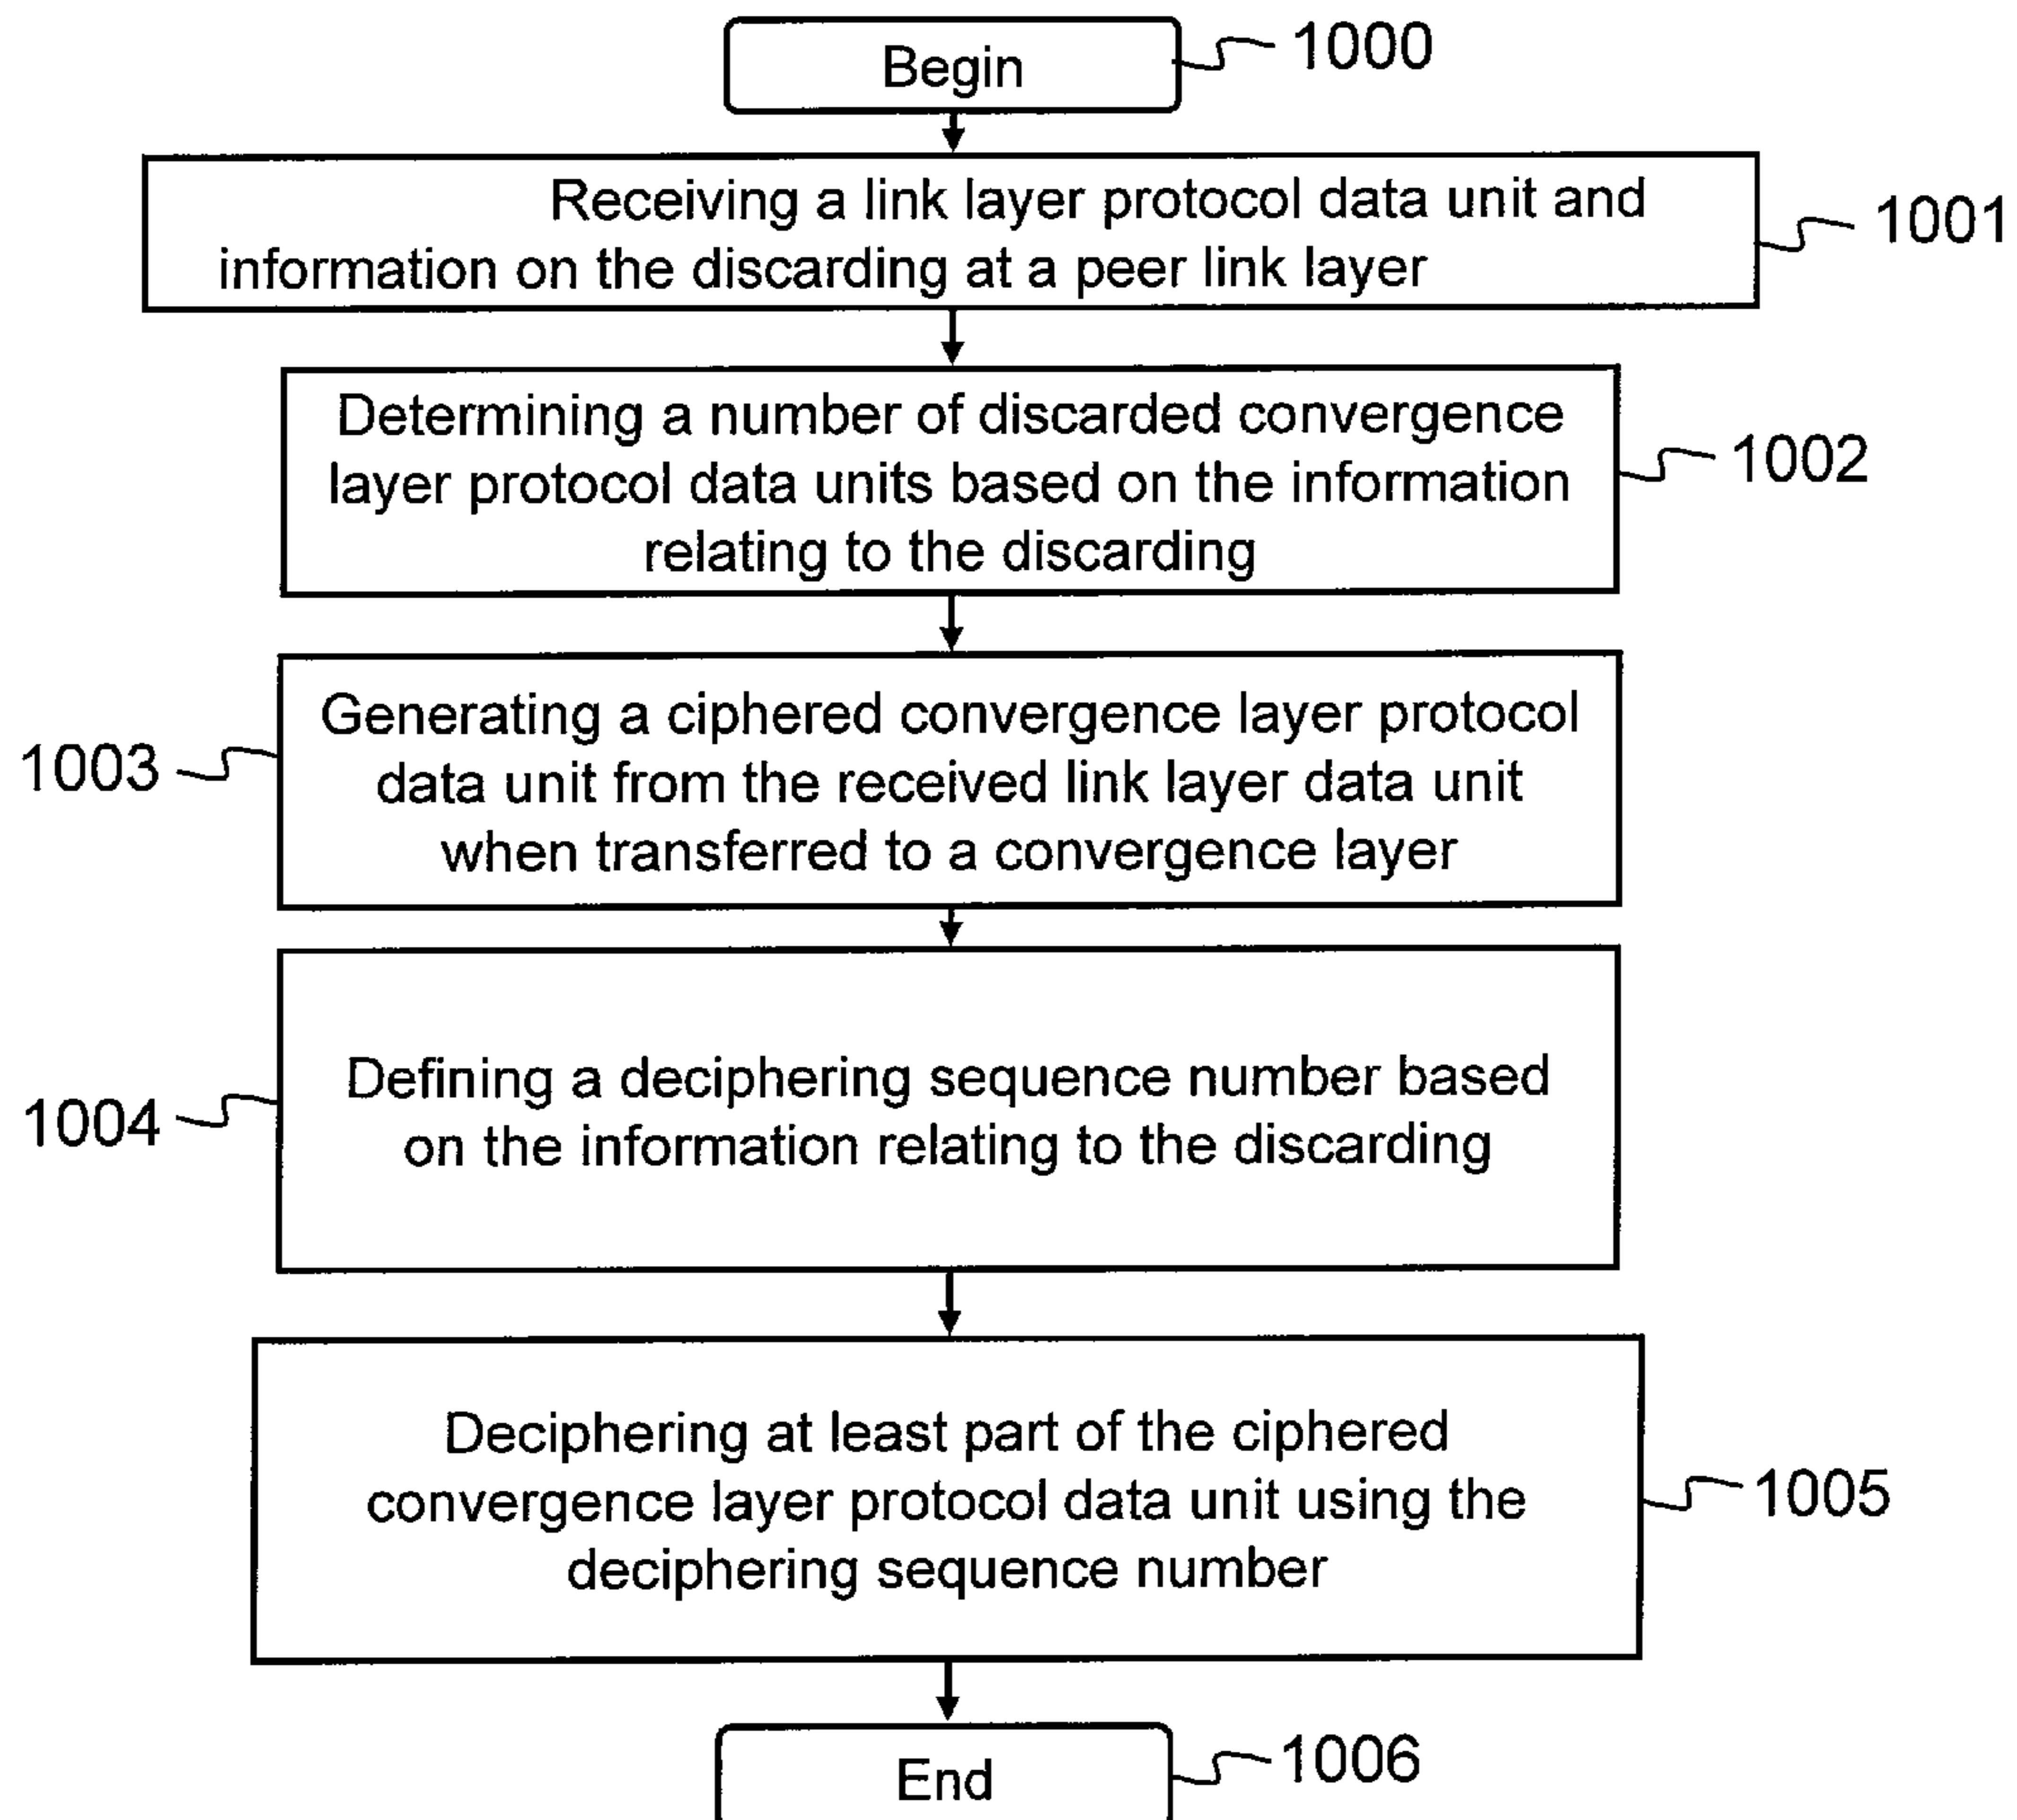 Begin
1000
Receiving a link layer protocol data unit and
information on the discarding at a peer link layer
1001
Determining a number of discarded convergence
layer protocol data units based on the information
relating to the discarding
1002
Generating a ciphered convergence layer protocol
data unit from the received link layer data unit
when transferred to a convergence layer
1003
Defining a deciphering sequence number based
on the information relating to the discarding
1004
Deciphering at least part of the ciphered
convergence layer protocol data unit using the
deciphering sequence number
1005
End
1006